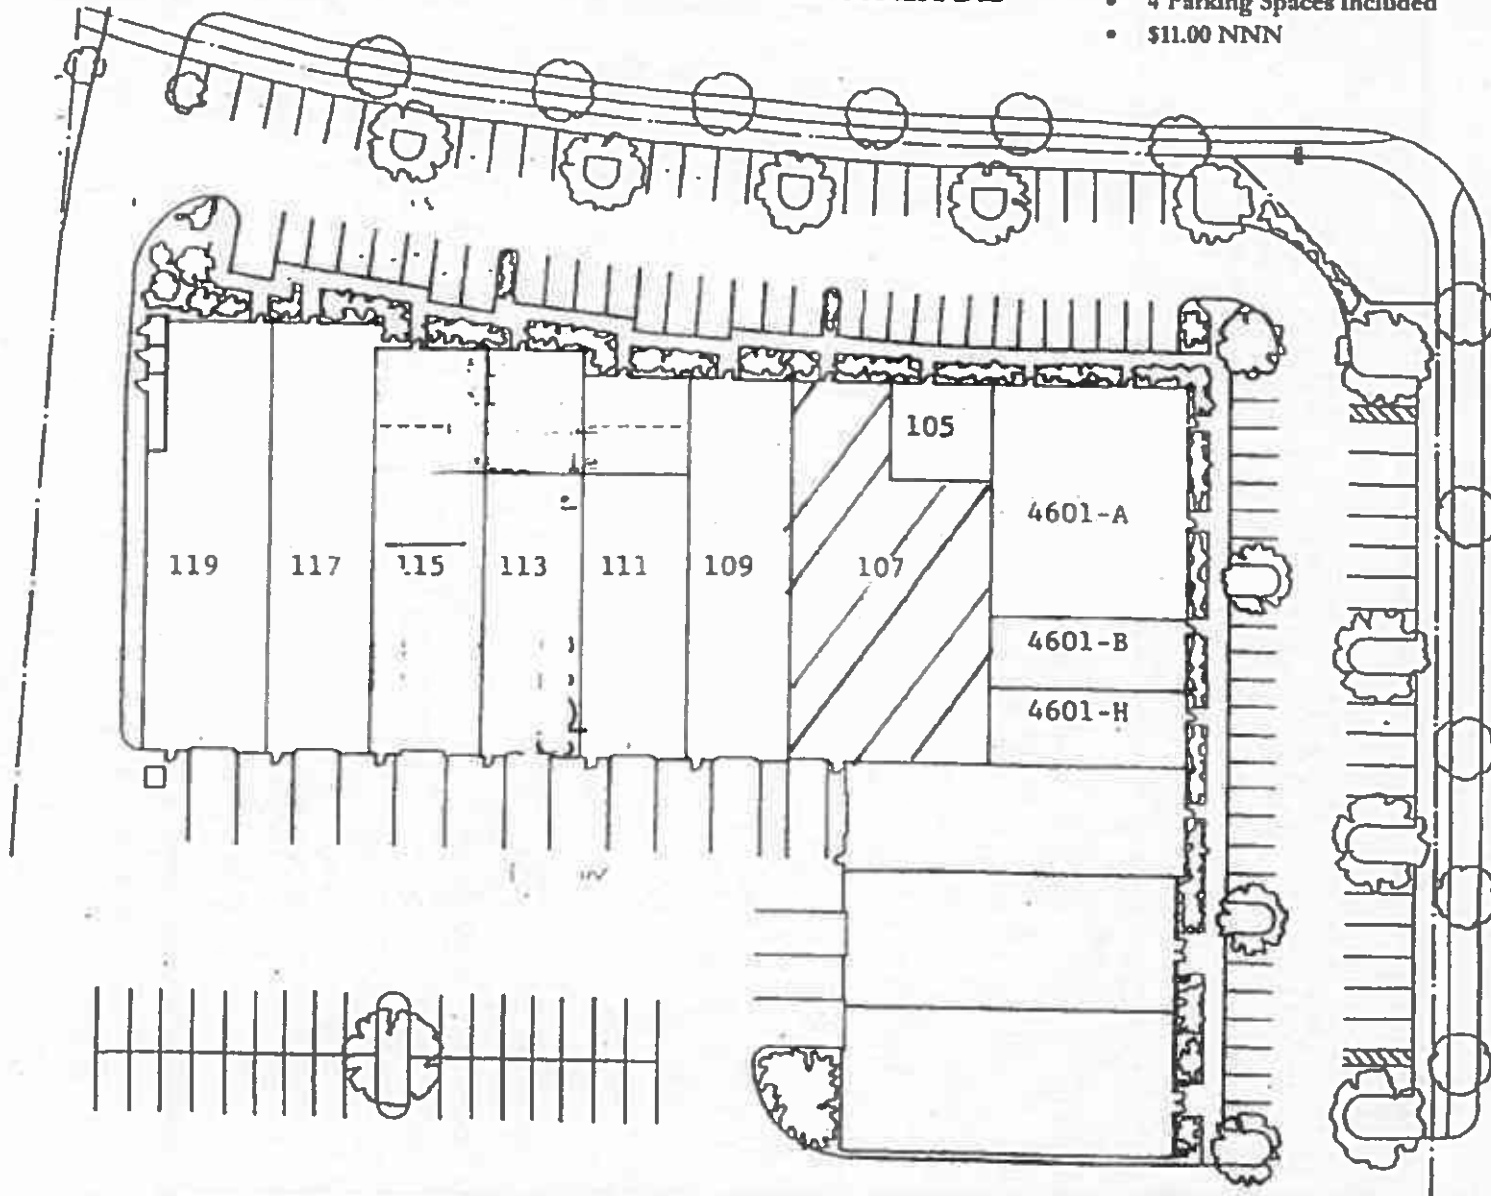 • 4 Parking Spaces Included
• $11.00 NNN
105
4601-A
119 117 115 113 111 109 107
4601-B
4601-H